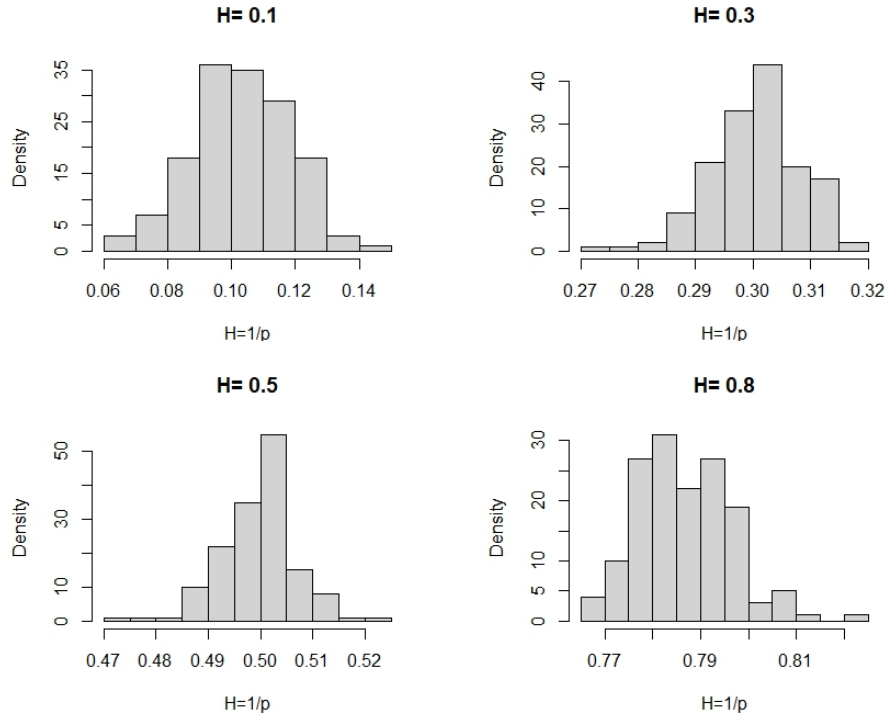 H= 0.1
Density
35
25
15
5
0
0.06 0.08 0.10 0.12 0.14
H=1/p
H= 0.3
Density
40
30
20
10
0
0.27 0.28 0.29 0.30 0.31 0.32
H=1/p
H= 0.5
Density
50
30
10
0
0.47 0.48 0.49 0.50 0.51 0.52
H=1/p
H= 0.8
Density
30
20
10
5
0
0.77 0.79 0.81
H=1/p